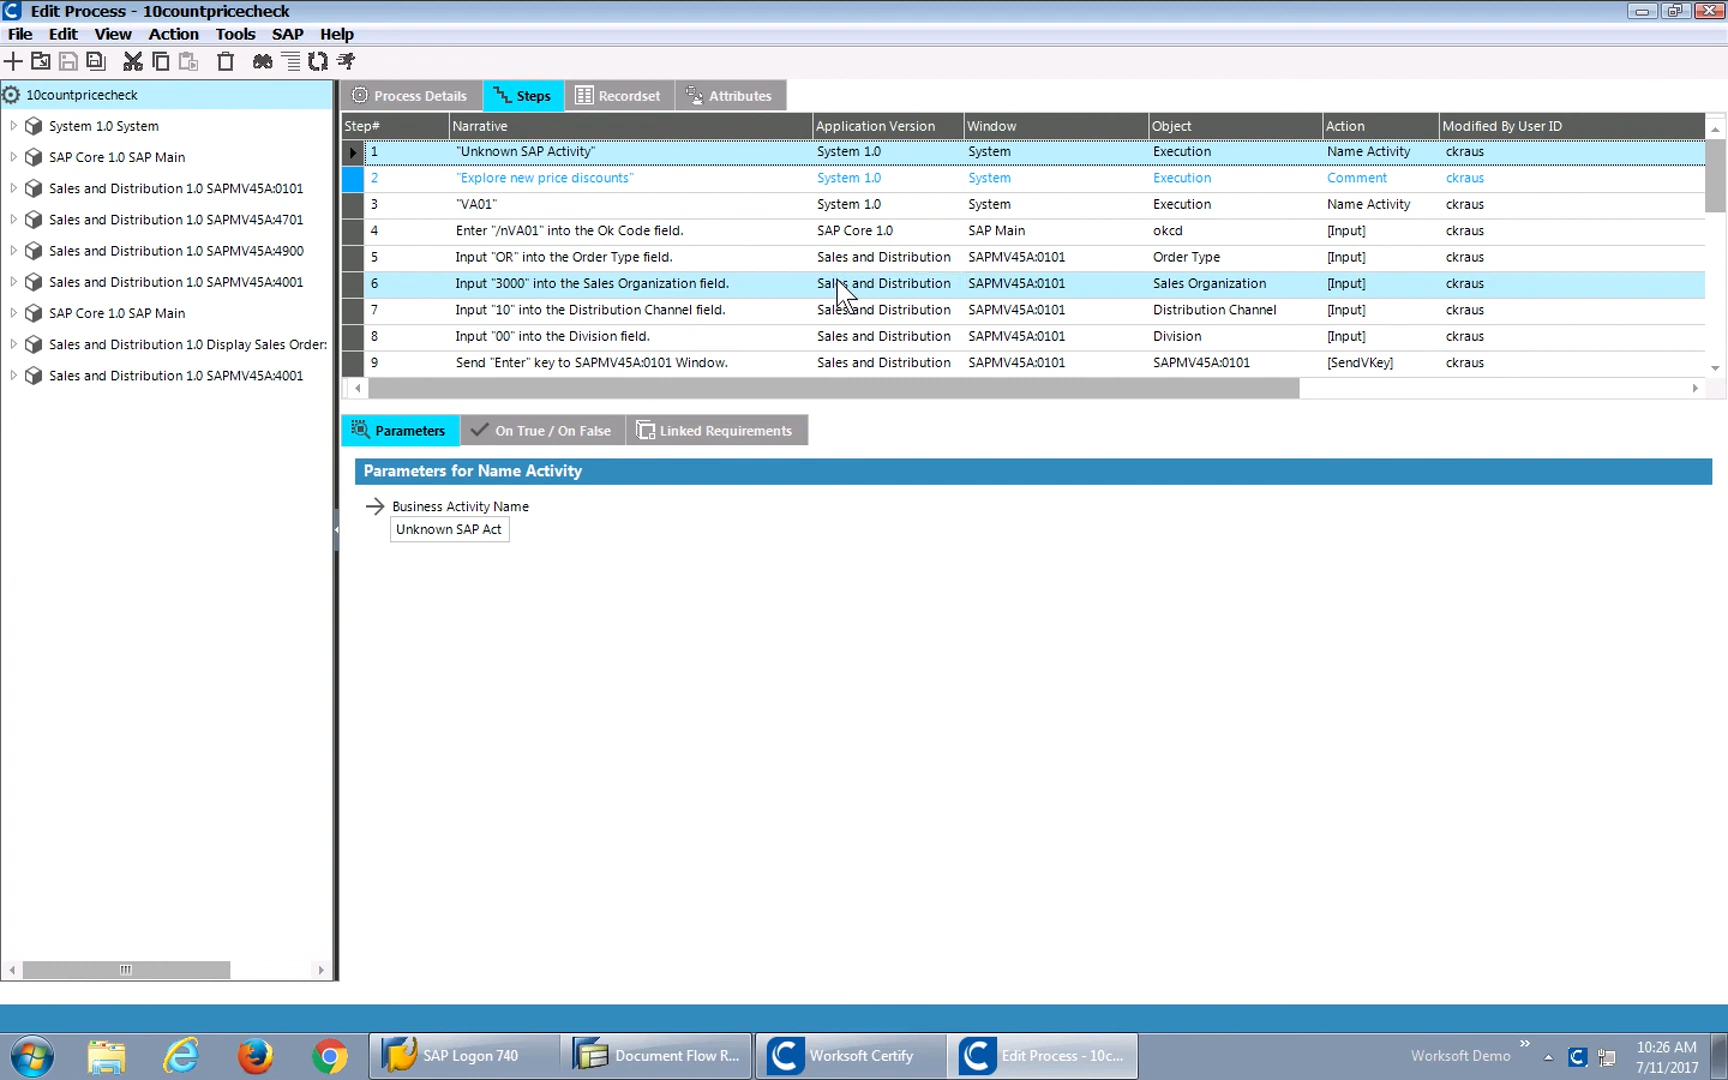 Edit Process - 10countpricecheck
File Edit View Action Tools SAP Help
10countpricecheck
System 1.0 System
SAP Core 1.0 SAP Main
Sales and Distribution 1.0 SAPMV45A:0101
Sales and Distribution 1.0 SAPMV45A:4701
Sales and Distribution 1.0 SAPMV45A:4900
Sales and Distribution 1.0 SAPMV45A:4001
SAP Core 1.0 SAP Main
Sales and Distribution 1.0 Display Sales Order:
Sales and Distribution 1.0 SAPMV45A:4001
Process Details Steps Recordset Attributes
Step# Narrative Application Version Window Object Action Modified By User ID
1 "Unknown SAP Activity" System 1.0 System Execution Name Activity ckraus
2 "Explore new price discounts" System 1.0 System Execution Comment ckraus
3 "VA01" System 1.0 System Execution Name Activity ckraus
4 Enter "/nVA01" into the Ok Code field. SAP Core 1.0 SAP Main okcd [Input] ckraus
5 Input "OR" into the Order Type field. Sales and Distribution SAPMV45A:0101 Order Type [Input] ckraus
6 Input "3000" into the Sales Organization field. Sales and Distribution SAPMV45A:0101 Sales Organization [Input] ckraus
7 Input "10" into the Distribution Channel field. Sales and Distribution SAPMV45A:0101 Distribution Channel [Input] ckraus
8 Input "00" into the Division field. Sales and Distribution SAPMV45A:0101 Division [Input] ckraus
9 Send "Enter" key to SAPMV45A:0101 Window. Sales and Distribution SAPMV45A:0101 SAPMV45A:0101 [SendVKey] ckraus
Parameters On True / On False Linked Requirements
Parameters for Name Activity
Business Activity Name
Unknown SAP Act
SAP Logon 740 Document Flow R... Worksoft Certify Edit Process - 10c... Worksoft Demo 10:26 AM
7/11/2017